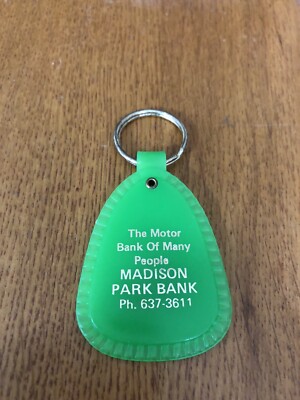 The Motor
Bank Of Many
People
MADISON
PARK BANK
Ph. 637-3611